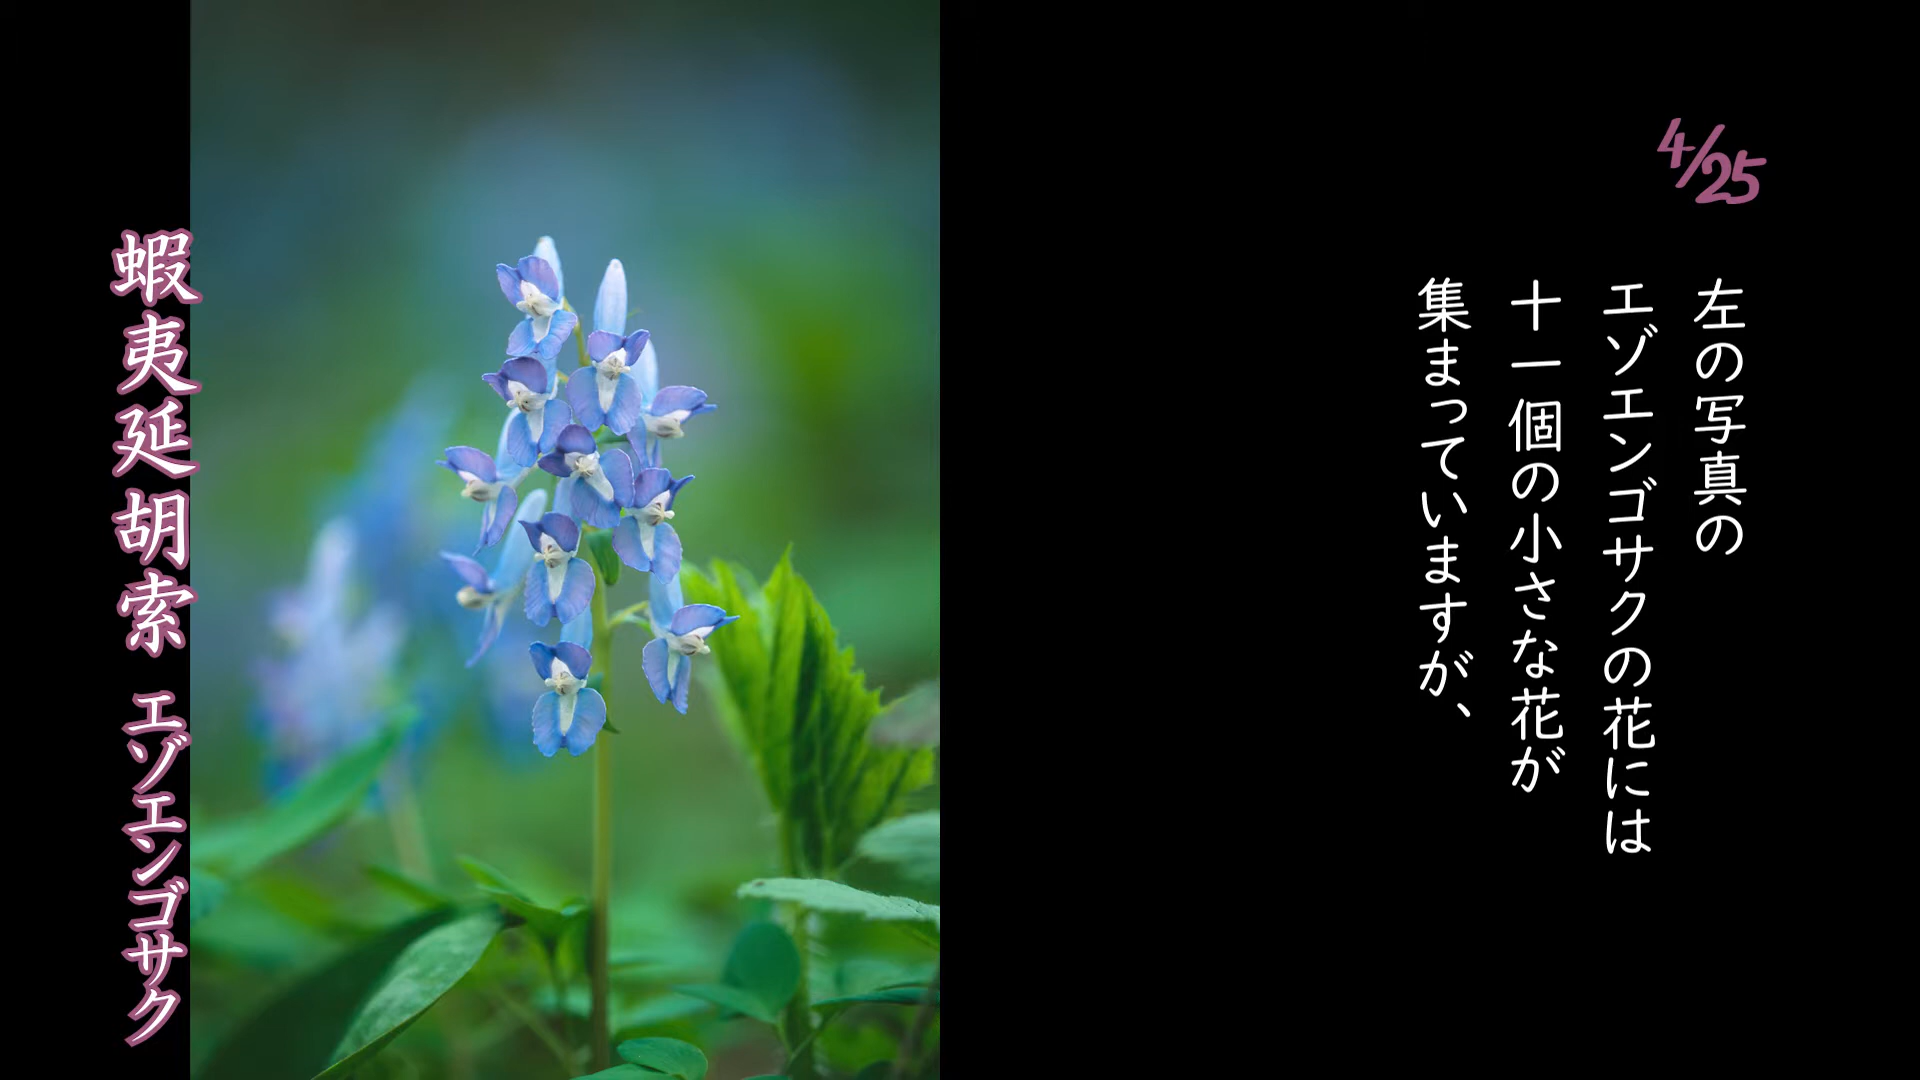 4/25
左の写真の
エゾエンゴサクの花には
十一個の小さな花が
集まっていますが、
蝦夷延胡索 エゾエンゴサク